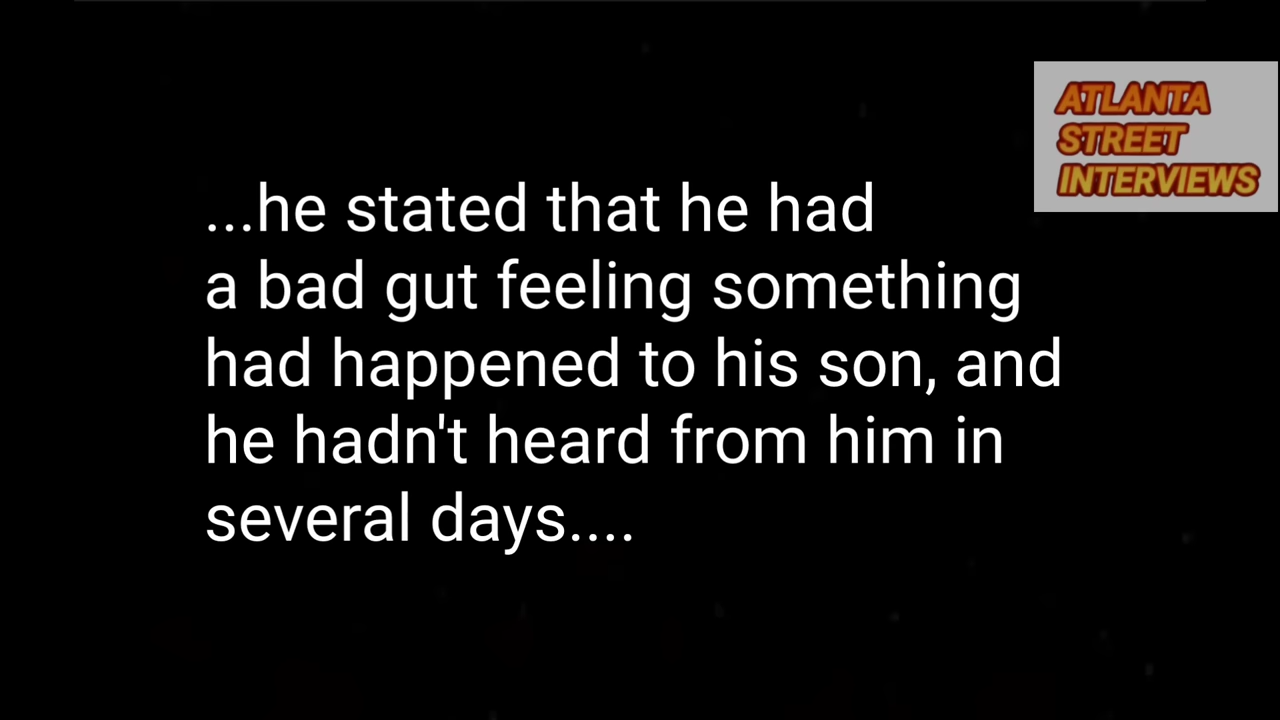 ATLANTA
STREET
INTERVIEWS
...he stated that he had
a bad gut feeling something
had happened to his son, and
he hadn't heard from him in
several days....